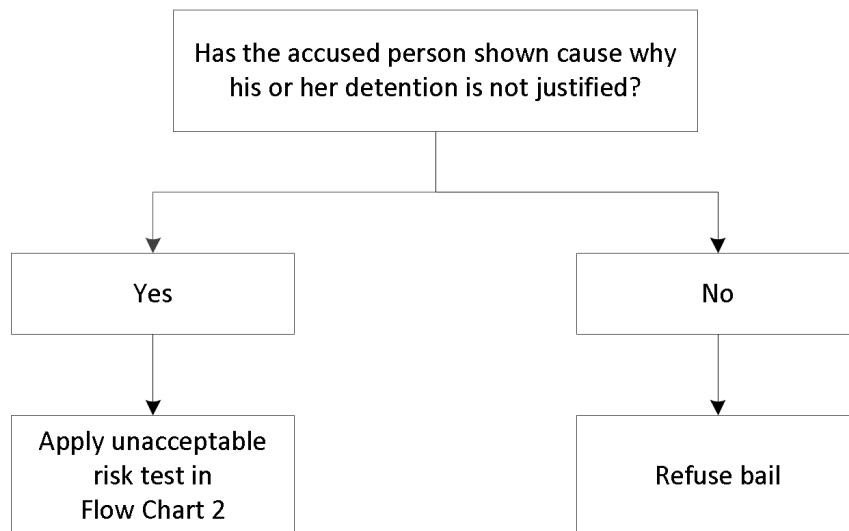 Has the accused person shown cause why
his or her detention is not justified?
Yes
No
Apply unacceptable
risk test in
Flow Chart 2
Refuse bail